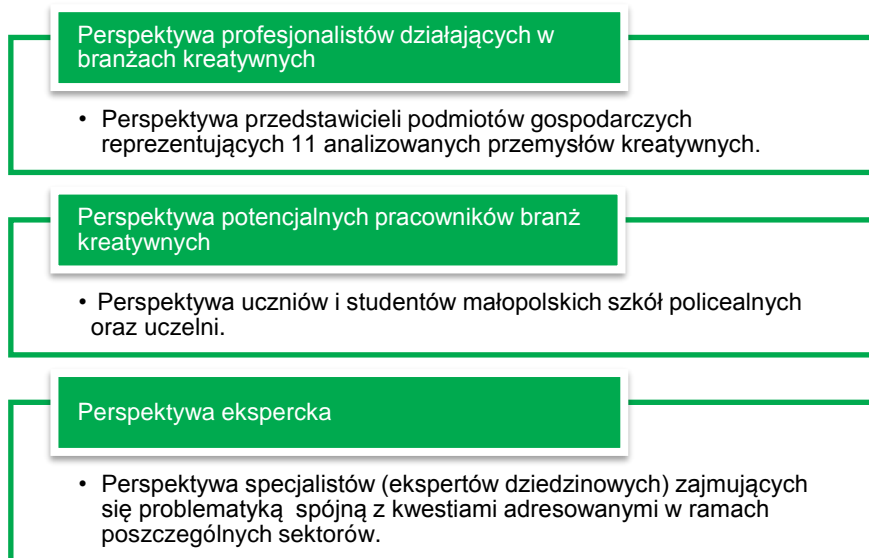 Perspektywa profesjonalistów działających w
branżach kreatywnych
• Perspektywa przedstawicieli podmiotów gospodarczych
reprezentujących 11 analizowanych przemysłów kreatywnych.
Perspektywa potencjalnych pracowników branż
kreatywnych
• Perspektywa uczniów i studentów małopolskich szkół policealnych
oraz uczelni.
Perspektywa ekspercka
• Perspektywa specjalistów (ekspertów dziedzinowych) zajmujących
się problematyką  spójną z kwestiami adresowanymi w ramach
poszczególnych sektorów.